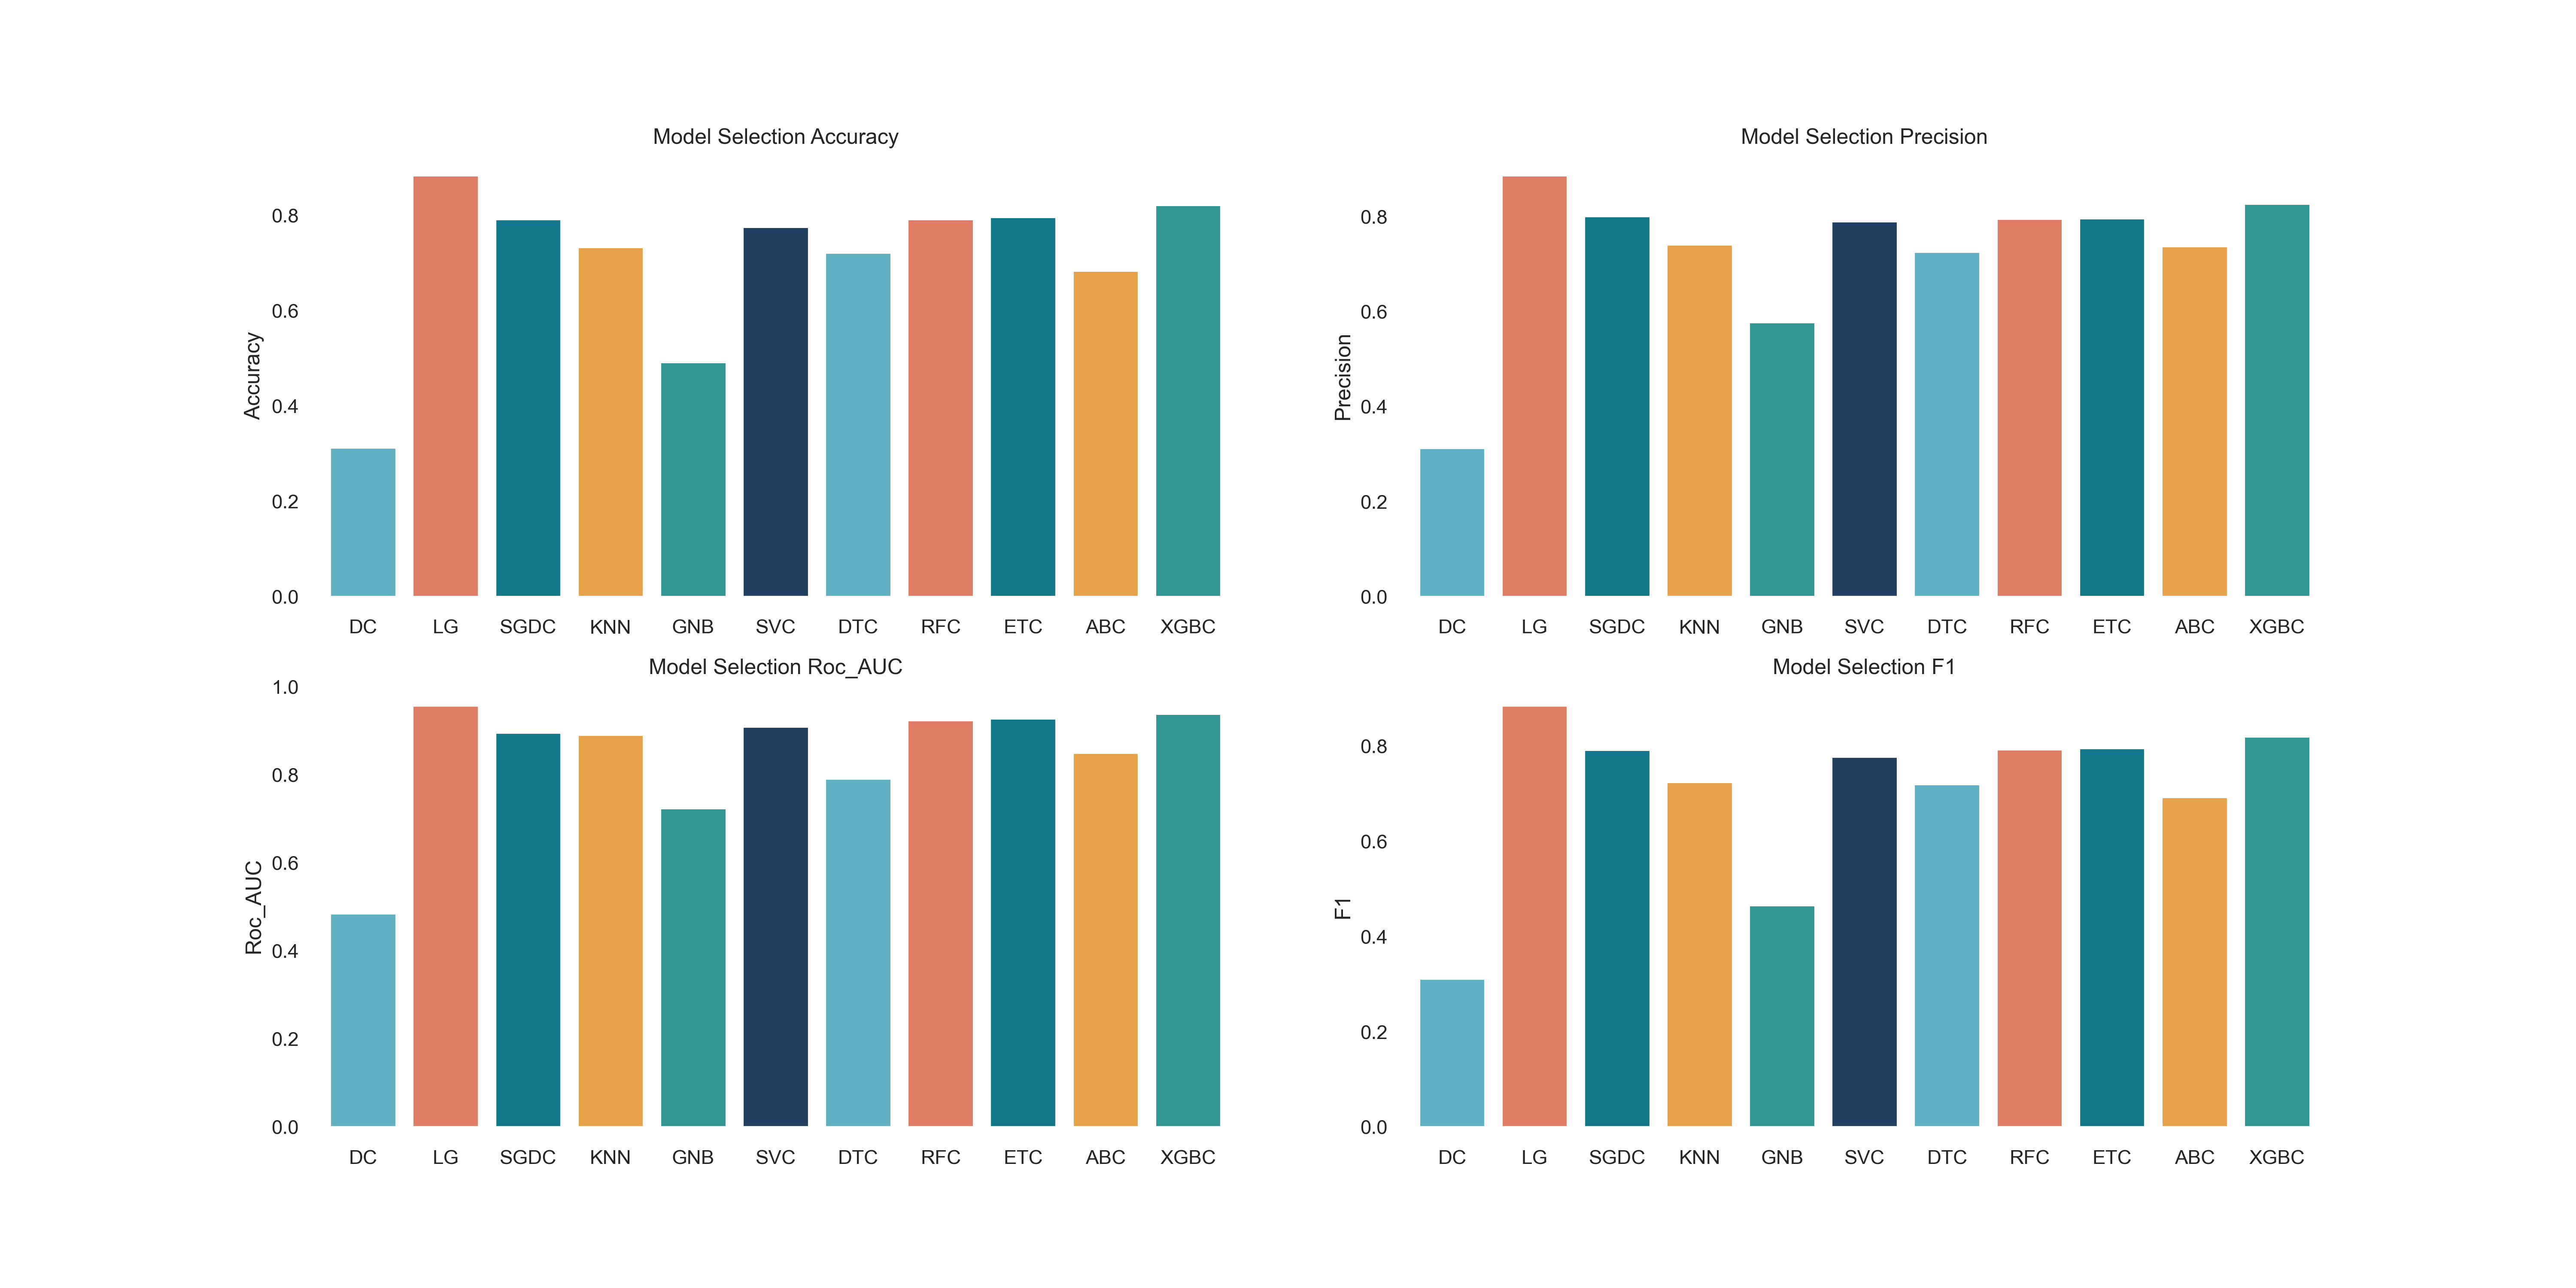 Model Selection Accuracy
Accuracy
0.8
0.6
0.4
0.2
0.0
DC LG SGDC KNN GNB SVC DTC RFC ETC ABC XGBC
Model Selection Precision
Precision
0.8
0.6
0.4
0.2
0.0
DC LG SGDC KNN GNB SVC DTC RFC ETC ABC XGBC
Model Selection Roc_AUC
Roc_AUC
1.0
0.8
0.6
0.4
0.2
0.0
DC LG SGDC KNN GNB SVC DTC RFC ETC ABC XGBC
Model Selection F1
F1
0.8
0.6
0.4
0.2
0.0
DC LG SGDC KNN GNB SVC DTC RFC ETC ABC XGBC